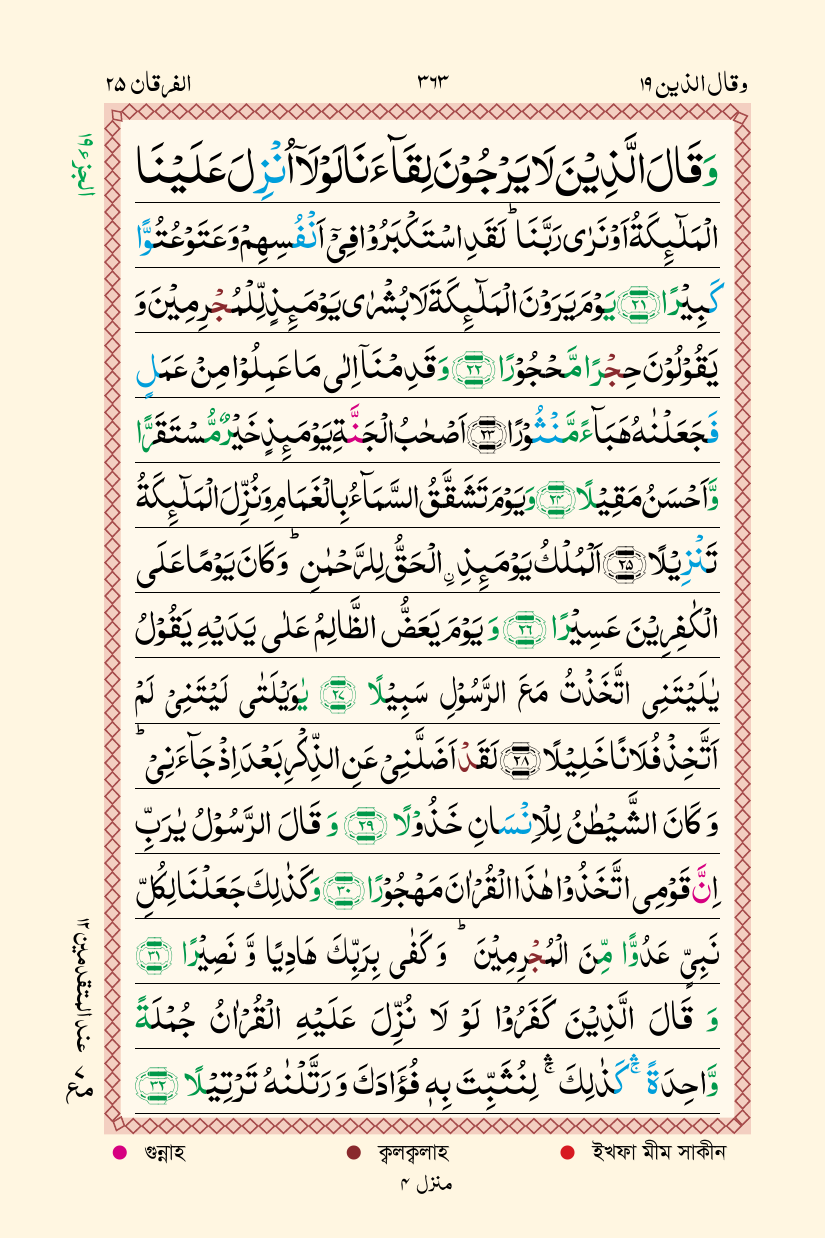 وقال الذين ١٩
٣٦٣
الفرقان ٢٥
الجزء ١٩
وَقَالَ الَّذِيْنَ لَا يَرْجُوْنَ لِقَآءَنَا لَوْلَاۤ اُنْزِلَ عَلَيْنَا
الْمَلٰٓئِكَةُ اَوْ نَرٰى رَبَّنَا ؕ لَقَدِ اسْتَكْبَرُوْا فِىْۤ اَنْفُسِهِمْ وَعَتَوْ عُتُوًّا
كَبِيْرًا ﴿٢١﴾ يَوْمَ يَرَوْنَ الْمَلٰٓئِكَةَ لَا بُشْرٰى يَوْمَئِذٍ لِّلْمُجْرِمِيْنَ وَ
يَقُوْلُوْنَ حِجْرًا مَّحْجُوْرًا ﴿٢٢﴾ وَقَدِمْنَاۤ اِلٰى مَا عَمِلُوْا مِنْ عَمَلٍ
فَجَعَلْنٰهُ هَبَآءً مَّنْثُوْرًا ﴿٢٣﴾ اَصْحٰبُ الْجَنَّةِ يَوْمَئِذٍ خَيْرٌ مُّسْتَقَرًّا
وَّاَحْسَنُ مَقِيْلًا ﴿٢٤﴾ وَيَوْمَ تَشَقَّقُ السَّمَآءُ بِالْغَمَامِ وَنُزِّلَ الْمَلٰٓئِكَةُ
تَنْزِيْلًا ﴿٢٥﴾ اَلْمُلْكُ يَوْمَئِذِ ۨ الْحَقُّ لِلرَّحْمٰنِ ؕ وَكَانَ يَوْمًا عَلَى
الْكٰفِرِيْنَ عَسِيْرًا ﴿٢٦﴾ وَ يَوْمَ يَعَضُّ الظَّالِمُ عَلٰى يَدَيْهِ يَقُوْلُ
يٰلَيْتَنِى اتَّخَذْتُ مَعَ الرَّسُوْلِ سَبِيْلًا ﴿٢٧﴾ يٰوَيْلَتٰى لَيْتَنِىْ لَمْ
اَتَّخِذْ فُلَانًا خَلِيْلًا ﴿٢٨﴾ لَقَدْ اَضَلَّنِىْ عَنِ الذِّكْرِ بَعْدَ اِذْ جَآءَنِىْ ؕ
وَ كَانَ الشَّيْطٰنُ لِلْاِنْسَانِ خَذُوْلًا ﴿٢٩﴾ وَ قَالَ الرَّسُوْلُ يٰرَبِّ
اِنَّ قَوْمِى اتَّخَذُوْا هٰذَا الْقُرْاٰنَ مَهْجُوْرًا ﴿٣٠﴾ وَكَذٰلِكَ جَعَلْنَا لِكُلِّ
نَبِىٍّ عَدُوًّا مِّنَ الْمُجْرِمِيْنَ ؕ وَ كَفٰى بِرَبِّكَ هَادِيًا وَّ نَصِيْرًا ﴿٣١﴾
وَ قَالَ الَّذِيْنَ كَفَرُوْا لَوْ لَا نُزِّلَ عَلَيْهِ الْقُرْاٰنُ جُمْلَةً
وَّاحِدَةً ۛۚ كَذٰلِكَ ۛۚ لِنُثَبِّتَ بِهٖ فُؤَادَكَ وَ رَتَّلْنٰهُ تَرْتِيْلًا ﴿٣٢﴾
عند المتقدمين ١٢
مع ٧
গুন্নাহ
ক্বলক্বলাহ
ইখফা মীম সাকীন
منزل ٤